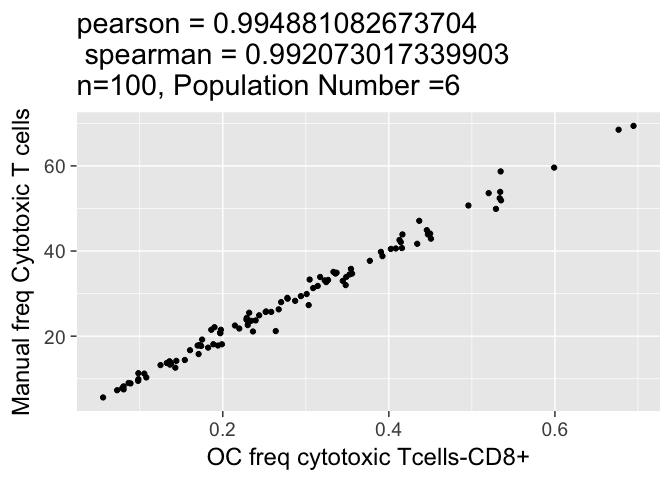 pearson = 0.994881082673704
spearman = 0.992073017339903
n=100, Population Number =6
Manual freq Cytotoxic T cells
60
40
20
0.2
0.4
0.6
OC freq cytotoxic Tcells-CD8+